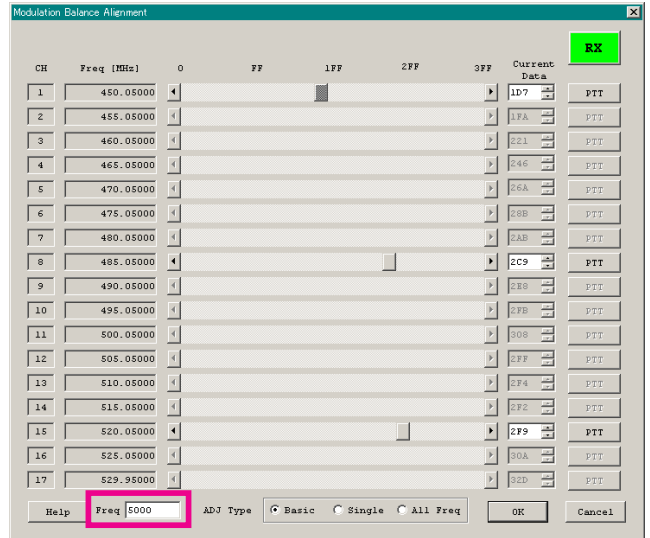 Modulation Balance Alignment
RX
CH Freq [MHz] 0 FF 1FF 2FF 3FF Current Data
1 450.05000 1D7 PTT
2 455.05000 1FA PTT
3 460.05000 221 PTT
4 465.05000 246 PTT
5 470.05000 26A PTT
6 475.05000 28B PTT
7 480.05000 2AB PTT
8 485.05000 2C9 PTT
9 490.05000 2E8 PTT
10 495.05000 2FB PTT
11 500.05000 308 PTT
12 505.05000 2FF PTT
13 510.05000 2F4 PTT
14 515.05000 2F2 PTT
15 520.05000 2F9 PTT
16 525.05000 30A PTT
17 529.95000 32D PTT
Help Freq 5000 ADJ Type Basic Single All Freq OK Cancel